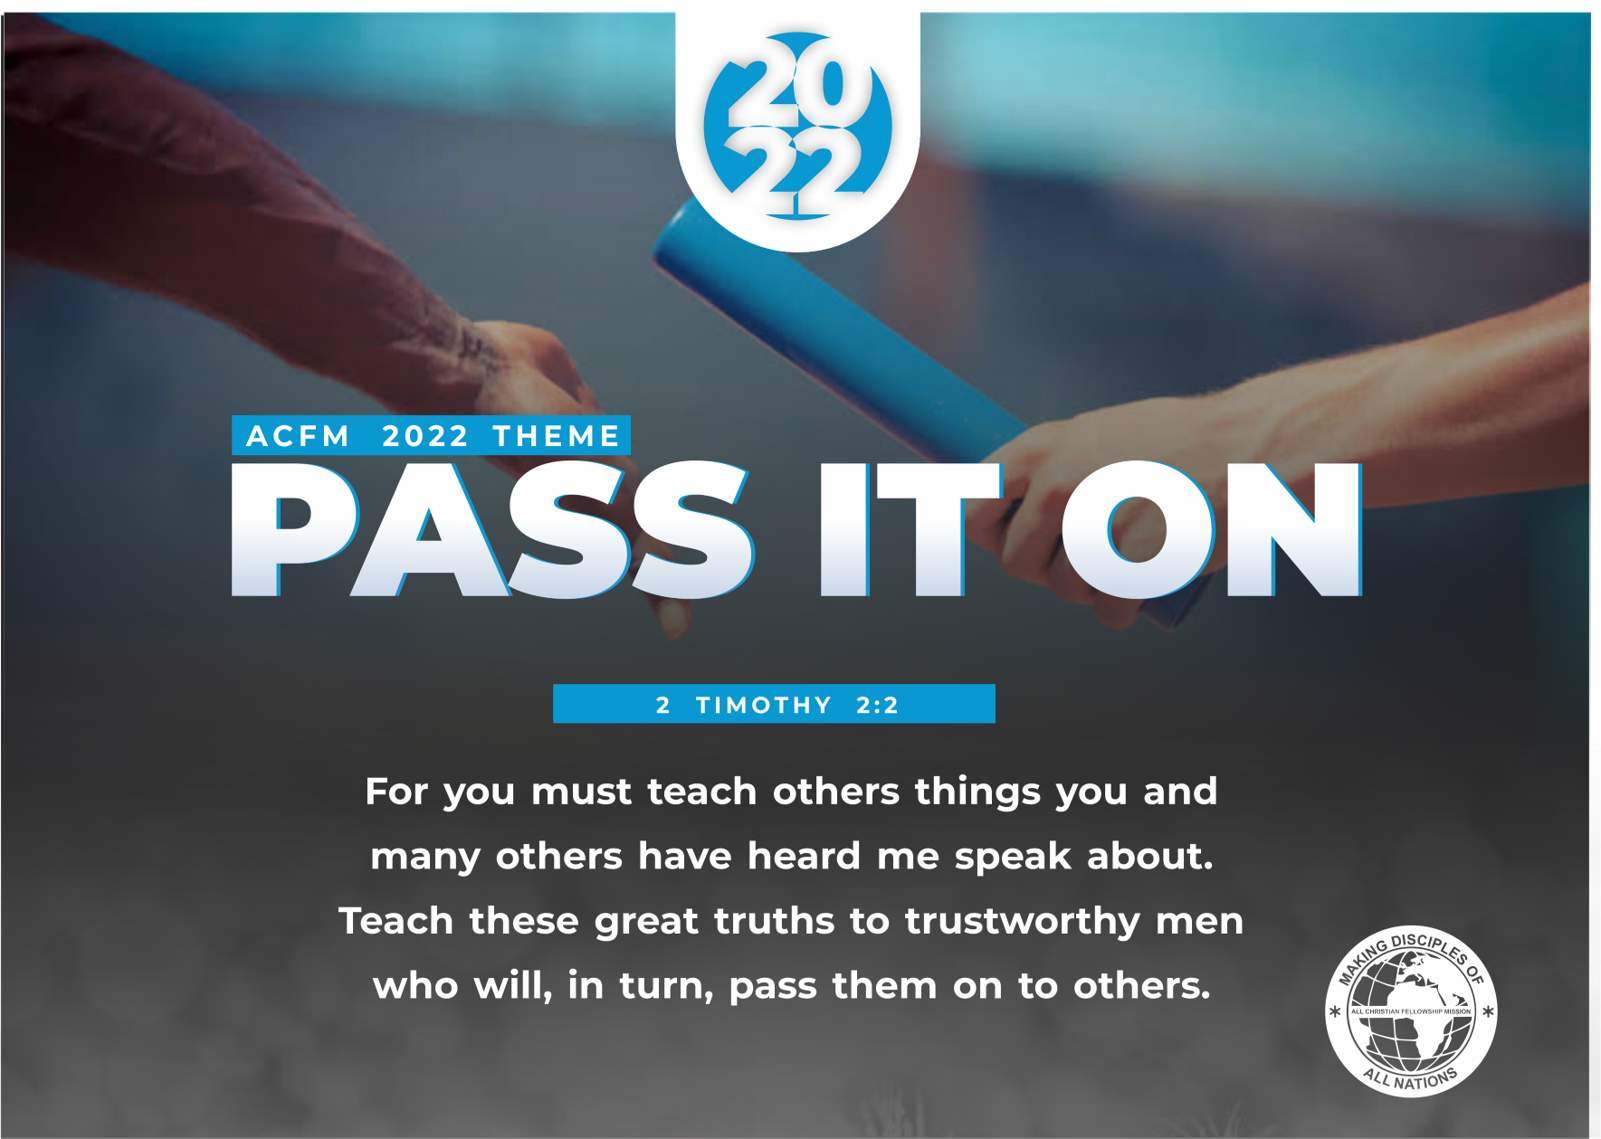 20
22
ACFM 2022 THEME
PASS IT ON
2 TIMOTHY 2:2
For you must teach others things you and
many others have heard me speak about.
Teach these great truths to trustworthy men
who will, in turn, pass them on to others.
MAKING DISCIPLES OF
* ALL CHRISTIAN FELLOWSHIP MISSION *
ALL NATIONS